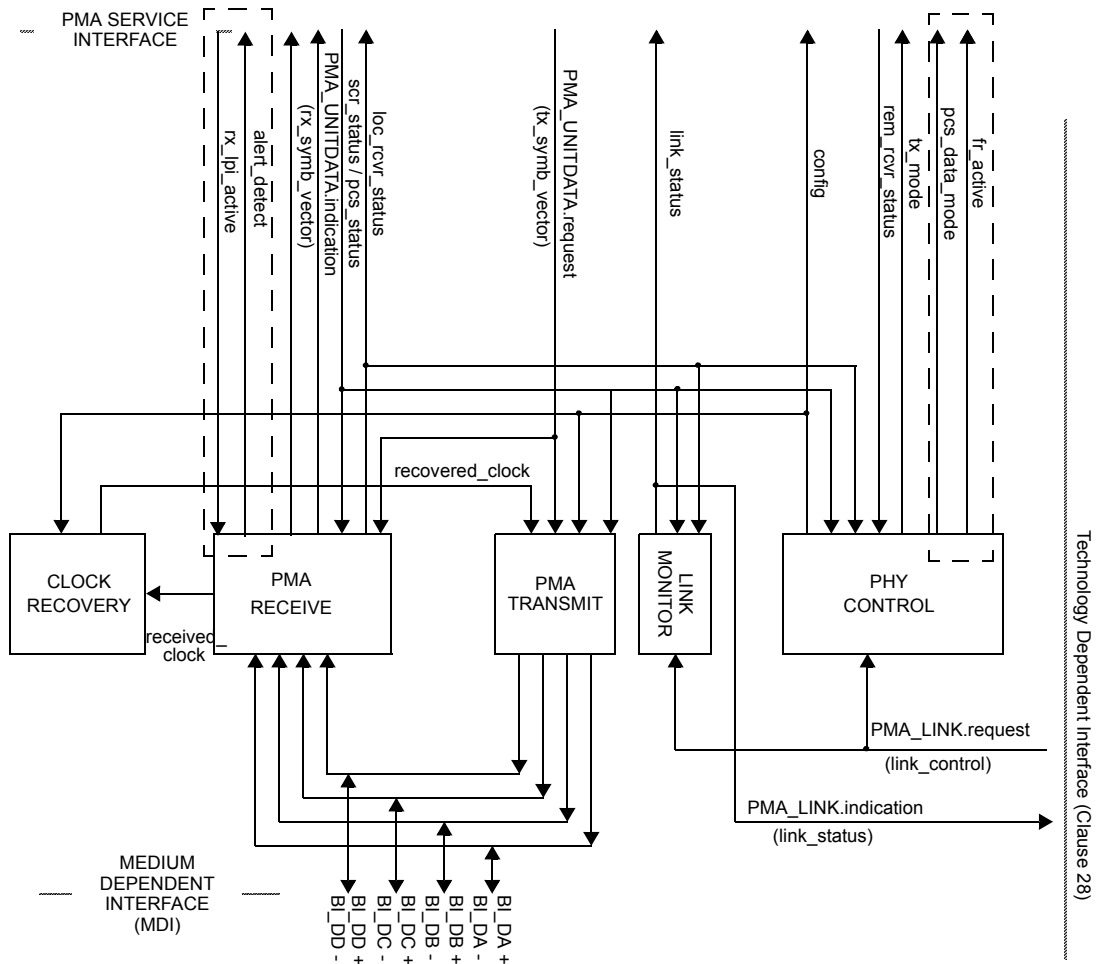 PMA SERVICE
INTERFACE
rx_lpi_active
alert_detect
(rx_symb_vector)
PMA_UNITDATA.indication
scr_status / pcs_status
loc_rcvr_status
(tx_symb_vector)
PMA_UNITDATA.request
link_status
config
rem_rcvr_status
tx_mode
pcs_data_mode
fr_active
recovered_clock
CLOCK
RECOVERY
PMA
RECEIVE
PMA
TRANSMIT
LINK
MONITOR
PHY
CONTROL
received_
clock
PMA_LINK.request
(link_control)
PMA_LINK.indication
(link_status)
Technology Dependent Interface (Clause 28)
MEDIUM
DEPENDENT
INTERFACE
(MDI)
BI_DD -
BI_DD +
BI_DC -
BI_DC +
BI_DB -
BI_DB +
BI_DA -
BI_DA +